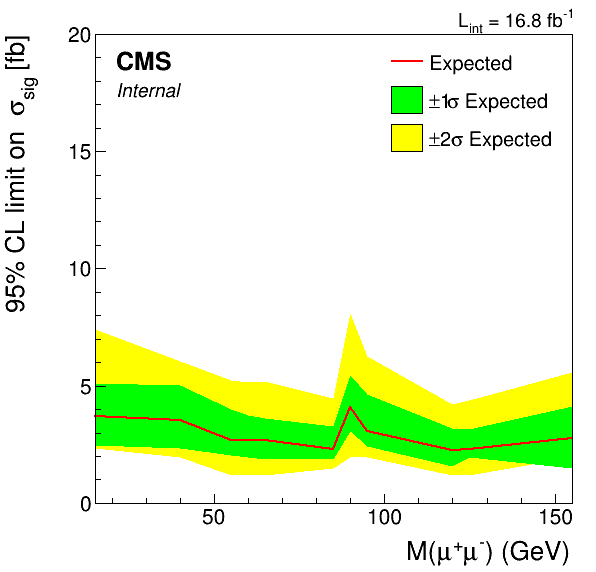 L_int = 16.8 fb^-1
CMS
Internal
Expected
±1σ Expected
±2σ Expected
95% CL limit on σ_sig [fb]
20
15
10
5
0
50
100
150
M(μ⁺μ⁻) (GeV)